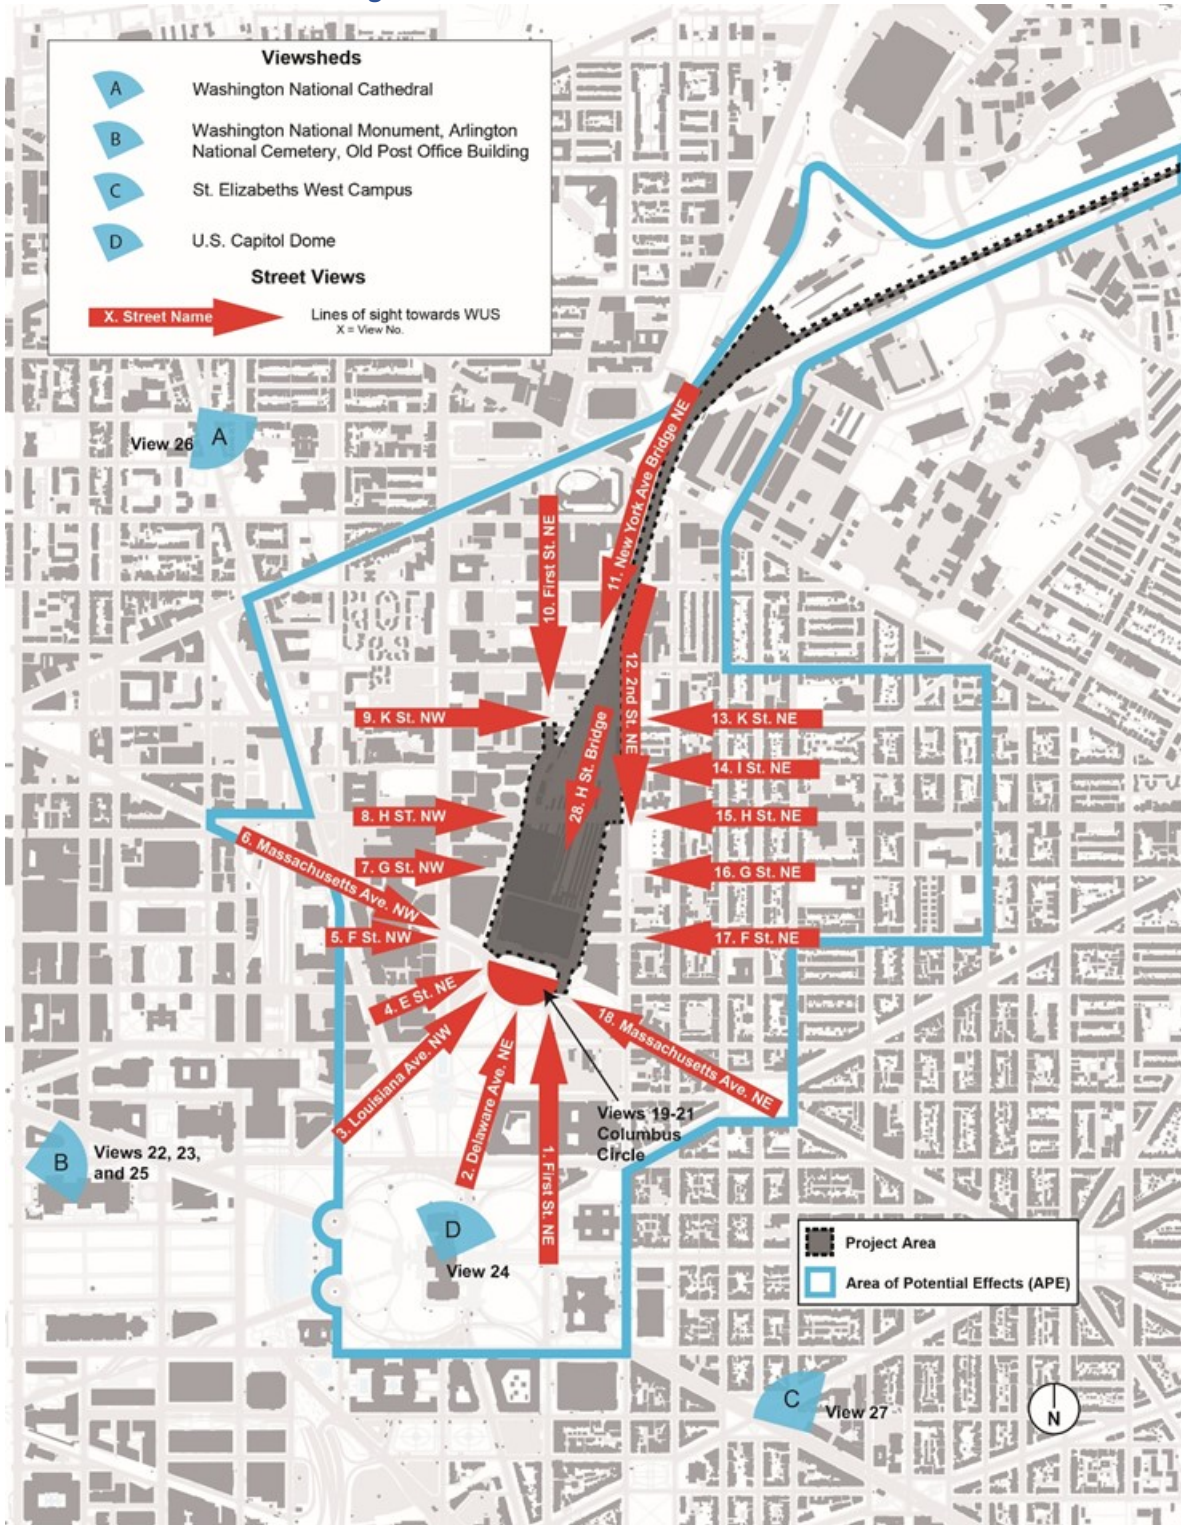 Viewsheds
A
Washington National Cathedral
B
Washington National Monument, Arlington
National Cemetery, Old Post Office Building
C
St. Elizabeths West Campus
D
U.S. Capitol Dome
Street Views
X. Street Name
Lines of sight towards WUS
X = View No.
View 26
A
11. New York Ave Bridge NE
10. First St. NE
12. 2nd St. NE
9. K St. NW
13. K St. NE
28. H St. Bridge
14. I St. NE
8. H ST. NW
15. H St. NE
6. Massachusetts Ave. NW
7. G St. NW
16. G St. NE
5. F St. NW
17. F St. NE
4. E St. NE
3. Louisiana Ave. NW
18. Massachusetts Ave. NE
2. Delaware Ave. NE
1. First St. NE
Views 19-21
Columbus
Circle
B
Views 22, 23,
and 25
D
View 24
Project Area
Area of Potential Effects (APE)
C
View 27
N